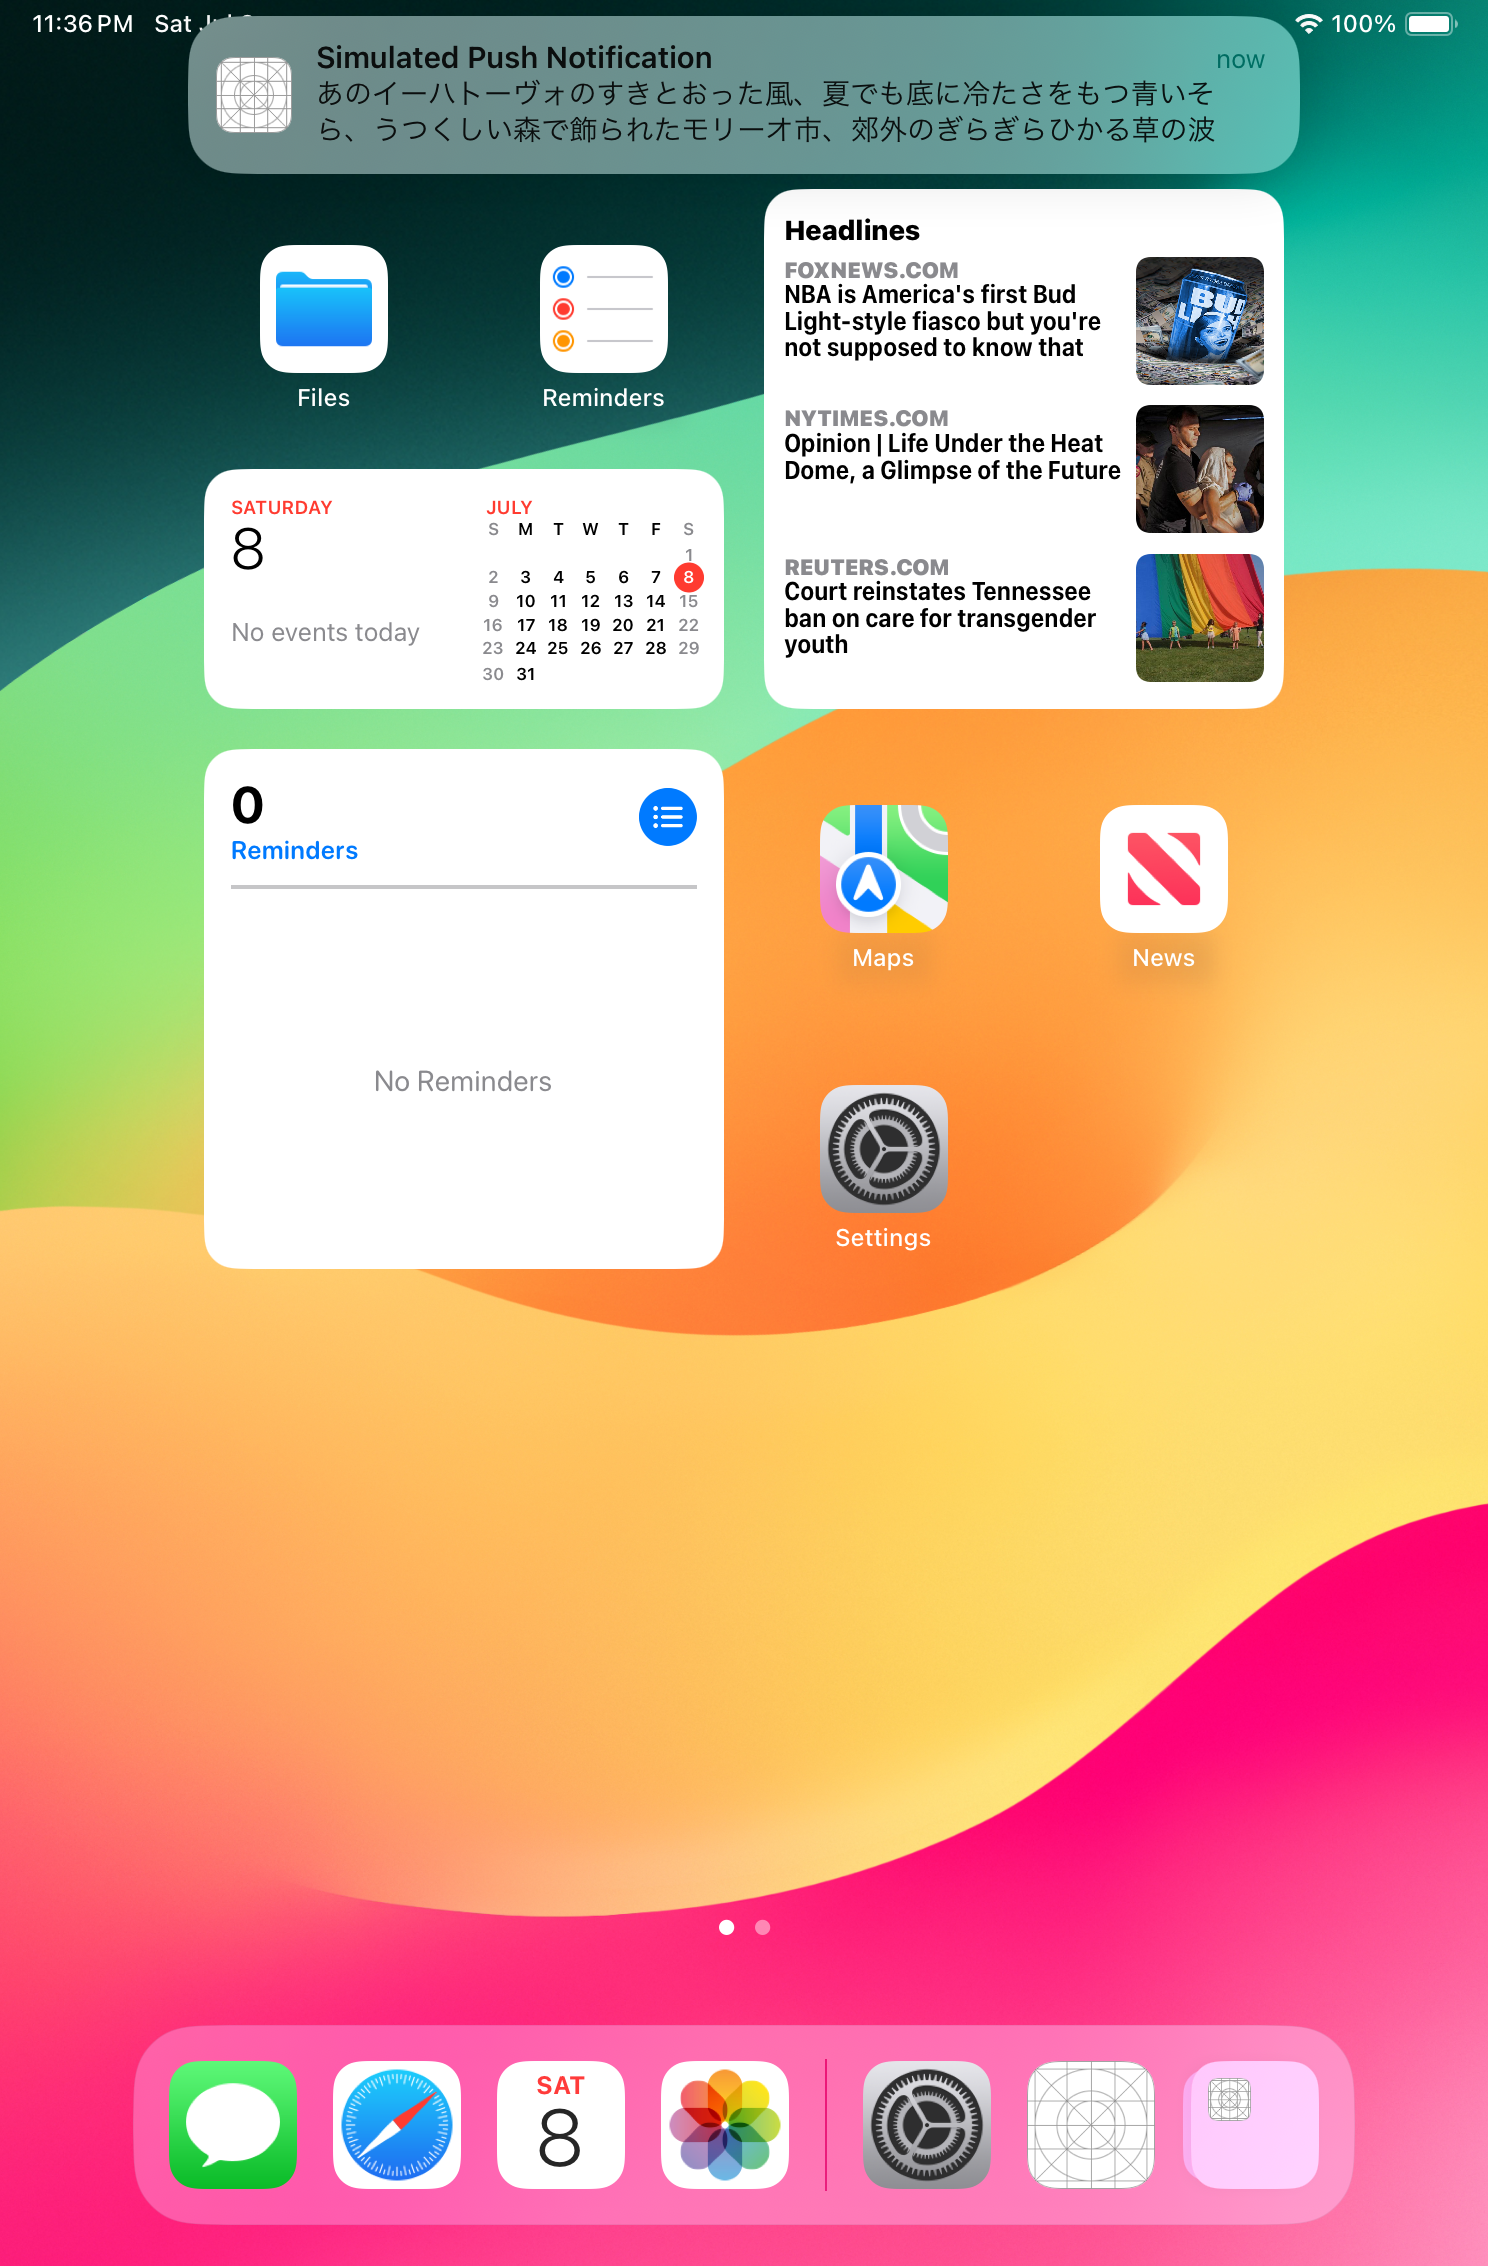 11:36 PM Sat
100%
Simulated Push Notification
now
あのイーハトーヴォのすきとおった風、夏でも底に冷たさをもつ青いそ
ら、うつくしい森で飾られたモリーオ市、郊外のぎらぎらひかる草の波
Files
Reminders
Headlines
FOXNEWS.COM
NBA is America's first Bud
Light-style fiasco but you're
not supposed to know that
BUD
LIGHT
NYTIMES.COM
Opinion | Life Under the Heat
Dome, a Glimpse of the Future
REUTERS.COM
Court reinstates Tennessee
ban on care for transgender
youth
SATURDAY
8
No events today
JULY
S M T W T F S
1
2 3 4 5 6 7 8
9 10 11 12 13 14 15
16 17 18 19 20 21 22
23 24 25 26 27 28 29
30 31
0
Reminders
No Reminders
Maps
News
Settings
SAT
8